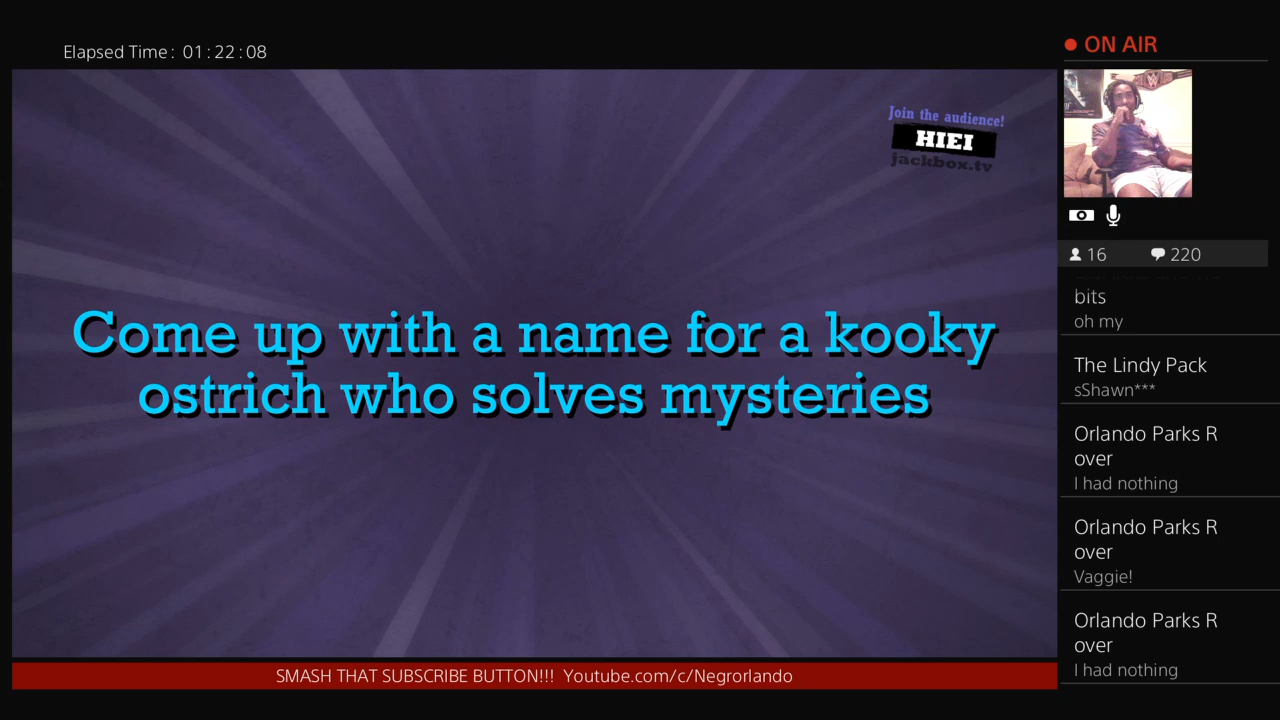 Elapsed Time: 01:22:08
ON AIR
Join the audience!
HIEI
jackbox.tv
Come up with a name for a kooky
ostrich who solves mysteries
16 220
bits
oh my
The Lindy Pack
sShawn***
Orlando Parks R
over
I had nothing
Orlando Parks R
over
Vaggie!
Orlando Parks R
over
I had nothing
SMASH THAT SUBSCRIBE BUTTON!!! Youtube.com/c/Negrorlando